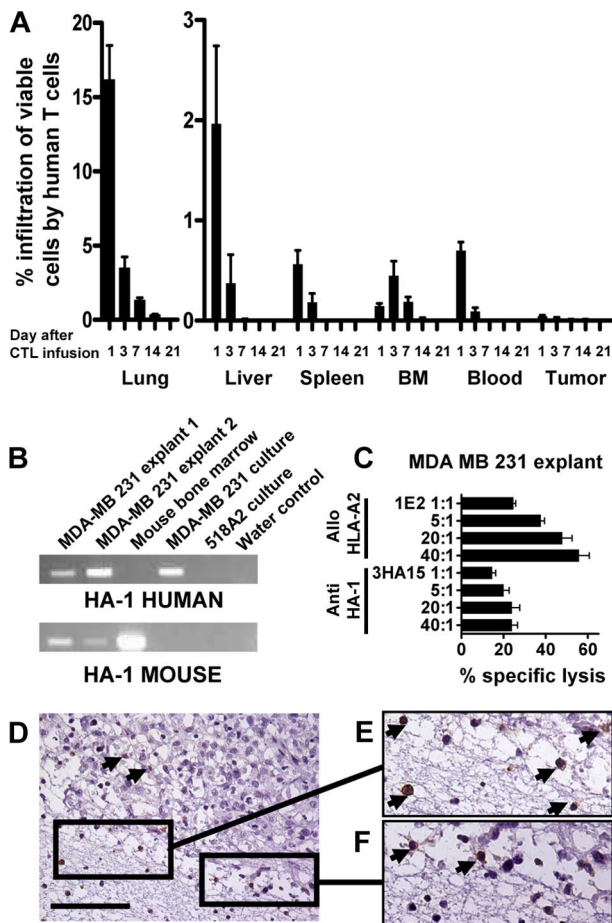 A
% infiltration of viable
cells by human T cells
20
15
10
5
0
3
2
1
0
Day after
CTL infusion
1 3 7 14 21
1 3 7 14 21
1 3 7 14 21
1 3 7 14 21
1 3 7 14 21
1 3 7 14 21
Lung
Liver
Spleen
BM
Blood
Tumor
B
MDA-MB 231 explant 1
MDA-MB 231 explant 2
Mouse bone marrow
MDA-MB 231 culture
518A2 culture
Water control
HA-1 HUMAN
HA-1 MOUSE
C
MDA MB 231 explant
Allo
HLA-A2
1E2 1:1
5:1
20:1
40:1
Anti
HA-1
3HA15 1:1
5:1
20:1
40:1
0 20 40 60
% specific lysis
D
E
F